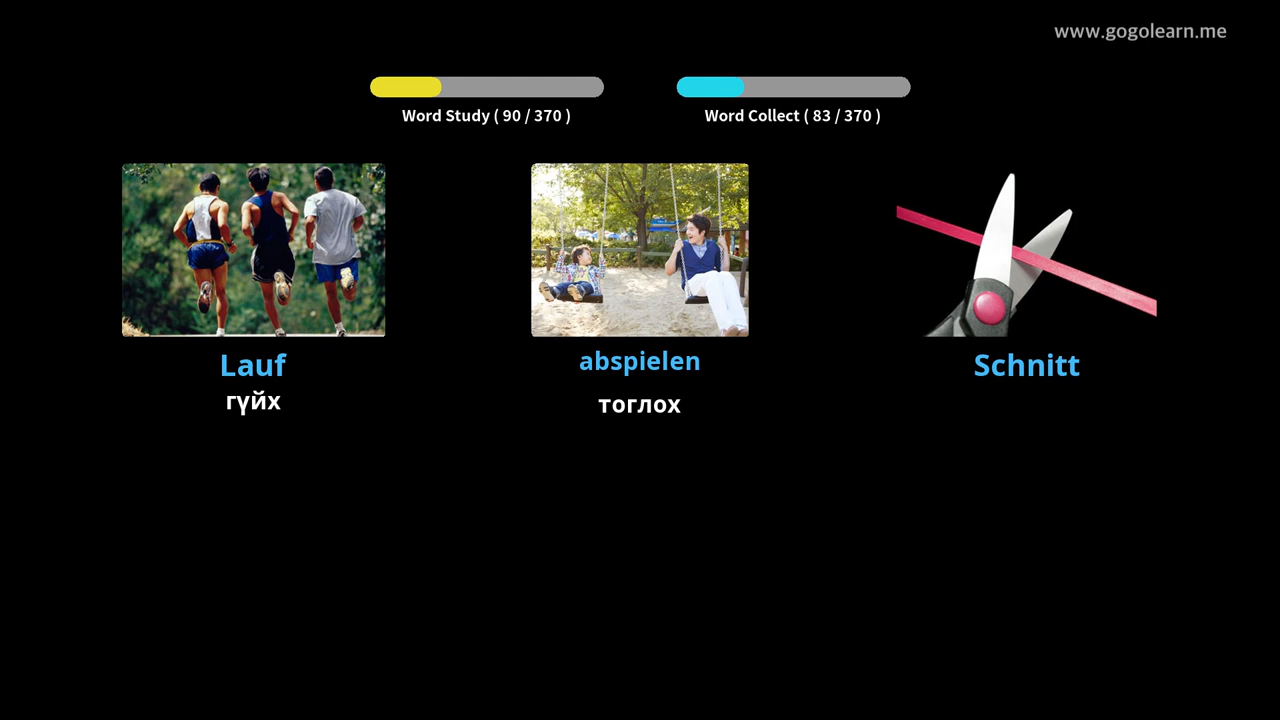 www.gogolearn.me
Word Study ( 90 / 370 )
Word Collect ( 83 / 370 )
Lauf
гүйх
abspielen
тоглох
Schnitt